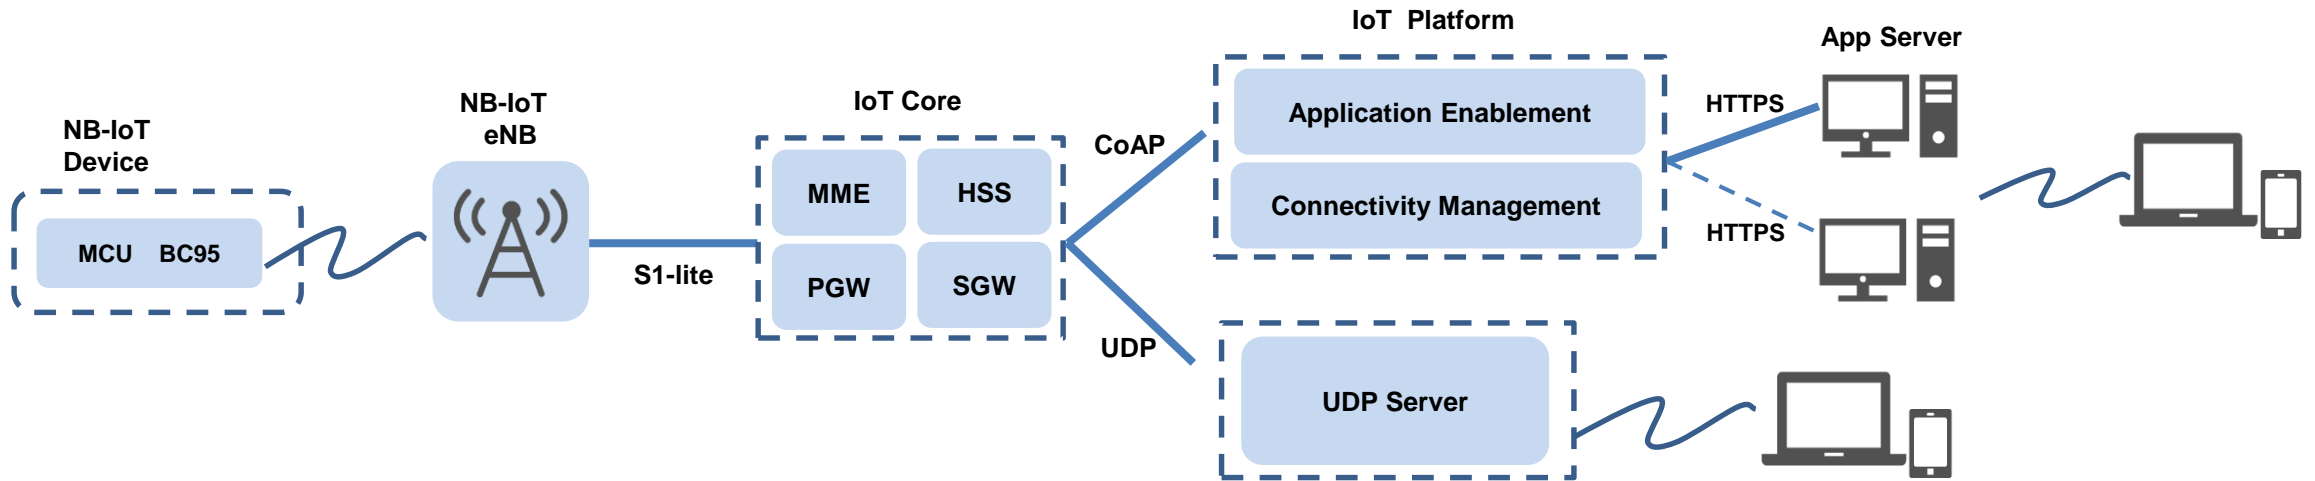 NB-IoT
Device
MCU BC95
NB-IoT
eNB
S1-lite
IoT Core
MME
HSS
PGW
SGW
CoAP
UDP
IoT Platform
Application Enablement
Connectivity Management
UDP Server
HTTPS
HTTPS
App Server